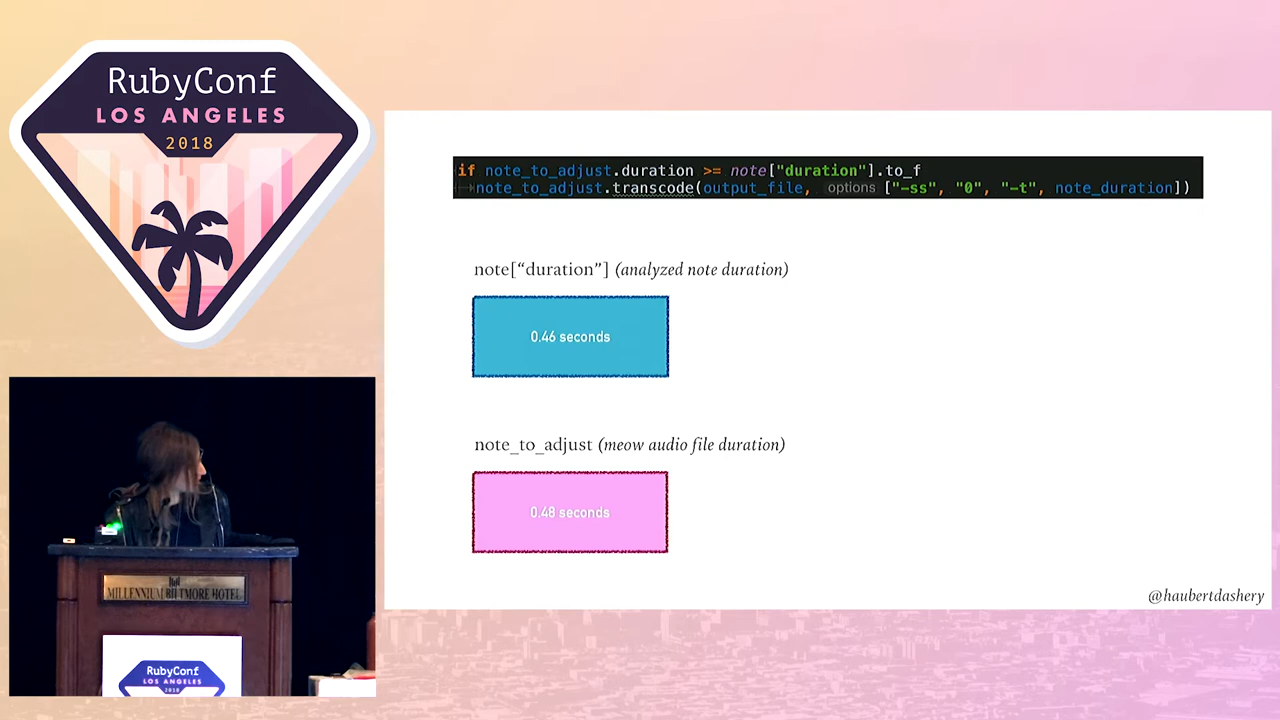 RubyConf
LOS ANGELES
2018
if note_to_adjust.duration >= note["duration"].to_f
note_to_adjust.transcode(output_file, options ["-ss", "0", "-t", note_duration])
note[“duration”] (analyzed note duration)
0.46 seconds
note_to_adjust (meow audio file duration)
0.48 seconds
@haubertdashery
MILLENNIUM BILTMORE HOTEL
RubyConf
LOS ANGELES
2018